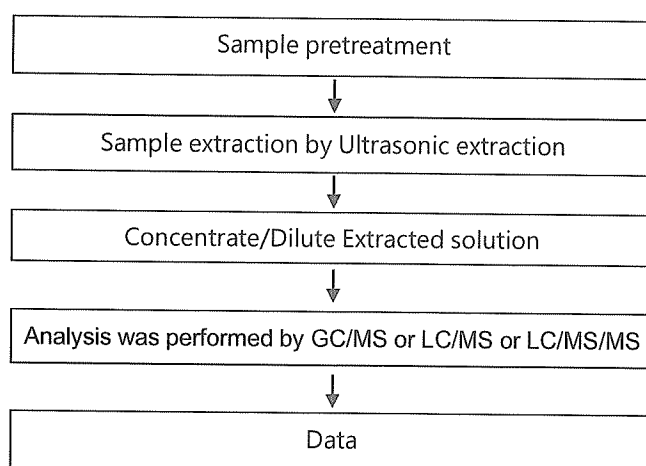 Sample pretreatment
Sample extraction by Ultrasonic extraction
Concentrate/Dilute Extracted solution
Analysis was performed by GC/MS or LC/MS or LC/MS/MS
Data